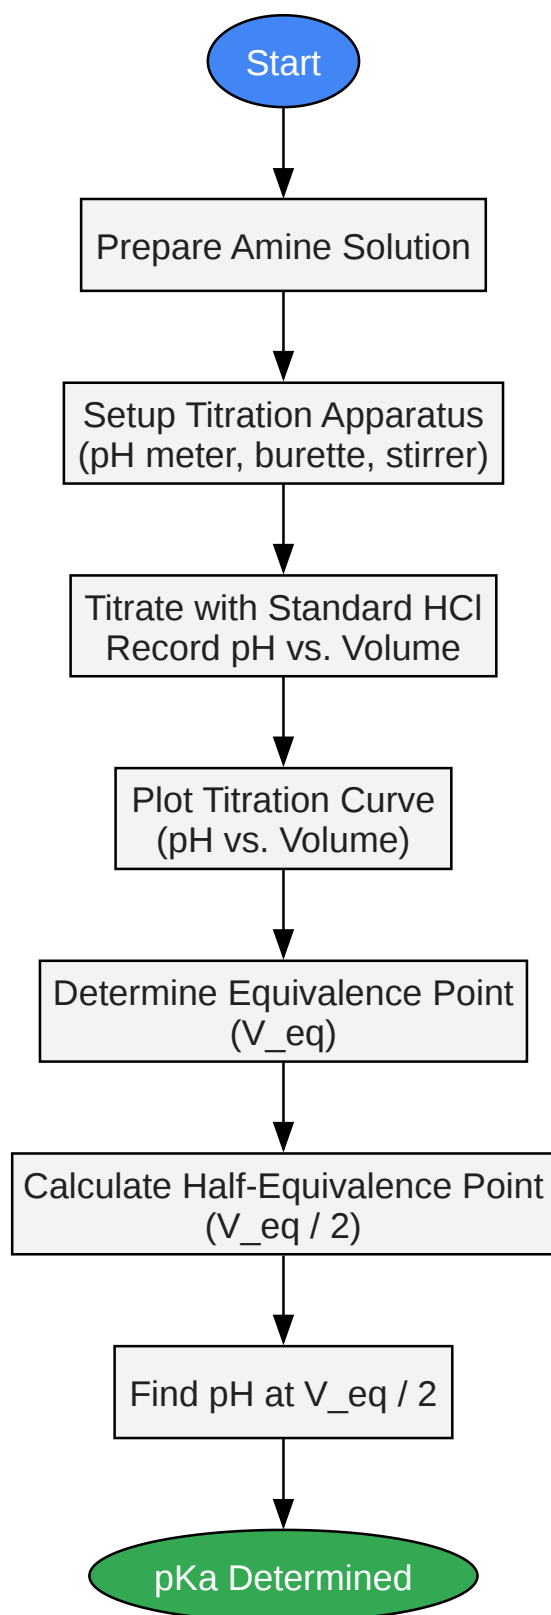 Start
Prepare Amine Solution
Setup Titration Apparatus
(pH meter, burette, stirrer)
Titrate with Standard HCl
Record pH vs. Volume
Plot Titration Curve
(pH vs. Volume)
Determine Equivalence Point
(V_eq)
Calculate Half-Equivalence Point
(V_eq / 2)
Find pH at V_eq / 2
pKa Determined